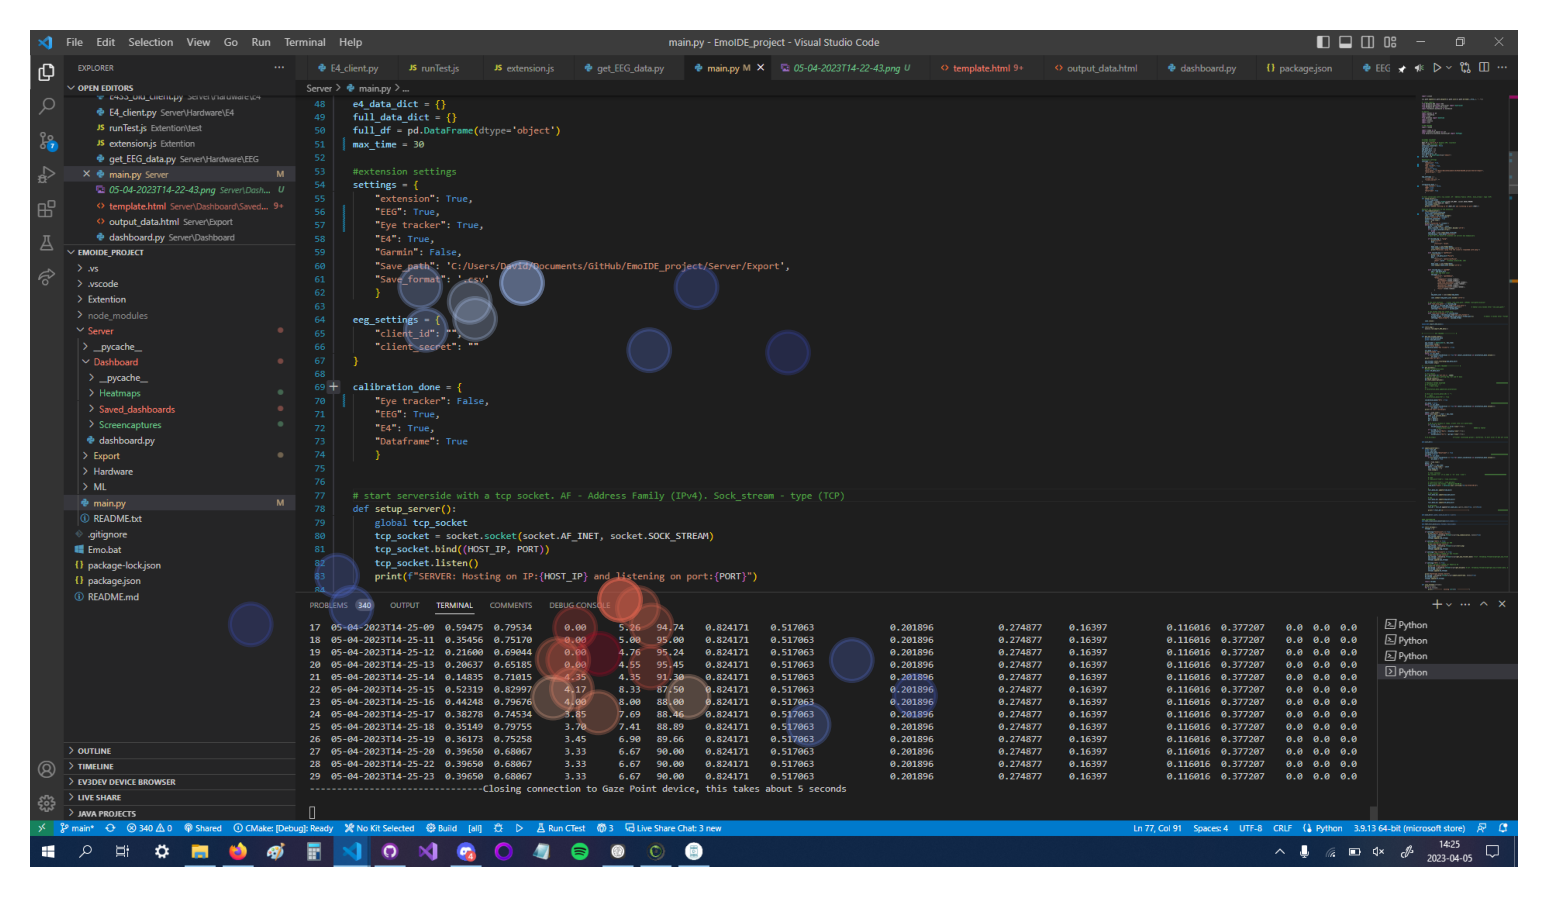 File Edit Selection View Go Run Terminal Help
main.py - EmoIDE_project - Visual Studio Code
EXPLORER
E4_client.py
JS runTest.js
JS extension.js
get_EEG_data.py
main.py M
05-04-2023T14-22-43.png U
template.html 9+
output_data.html
dashboard.py
{} package.json
EEG
OPEN EDITORS
E4_client.py Server\Hardware\E4
JS runTest.js Extention\test
JS extension.js Extention
get_EEG_data.py Server\Hardware\EEG
main.py Server M
05-04-2023T14-22-43.png Server\Dash... U
template.html Server\Dashboard\Saved... 9+
output_data.html Server\Export
dashboard.py Server\Dashboard
EMOIDE_PROJECT
.vs
.vscode
Extention
node_modules
Server
__pycache__
Dashboard
__pycache__
Heatmaps
Saved_dashboards
Screencaptures
dashboard.py
Export
Hardware
ML
main.py M
README.txt
.gitignore
Emo.bat
{} package-lock.json
{} package.json
README.md
OUTLINE
TIMELINE
EV3DEV DEVICE BROWSER
LIVE SHARE
JAVA PROJECTS
Server > main.py > ...
48 e4_data_dict = {}
49 full_data_dict = {}
50 full_df = pd.DataFrame(dtype='object')
51 max_time = 30
52
53 #extension settings
54 settings = {
55 "extension": True,
56 "EEG": True,
57 "Eye tracker": True,
58 "E4": True,
59 "Garmin": False,
60 "Save_path": 'C:/Users/David/Documents/GitHub/EmoIDE_project/Server/Export',
61 "Save_format": '.csv'
62 }
63
64 eeg_settings = {
65 "client_id": "",
66 "client_secret": ""
67 }
68
69 calibration_done = {
70 "Eye tracker": False,
71 "EEG": True,
72 "E4": True,
73 "Dataframe": True
74 }
75
76
77 # start serverside with a tcp socket. AF - Address Family (IPv4). Sock_stream - type (TCP)
78 def setup_server():
79 global tcp_socket
80 tcp_socket = socket.socket(socket.AF_INET, socket.SOCK_STREAM)
81 tcp_socket.bind((HOST_IP, PORT))
82 tcp_socket.listen()
83 print(f"SERVER: Hosting on IP:{HOST_IP} and listening on port:{PORT}")
84
PROBLEMS 340 OUTPUT TERMINAL COMMENTS DEBUG CONSOLE
17 05-04-2023T14-25-09 0.59475 0.79534 0.00 5.26 94.74 0.824171 0.517063 0.201896 0.274877 0.16397 0.116016 0.377207 0.0 0.0 0.0
18 05-04-2023T14-25-11 0.35456 0.75170 0.00 5.00 95.00 0.824171 0.517063 0.201896 0.274877 0.16397 0.116016 0.377207 0.0 0.0 0.0
19 05-04-2023T14-25-12 0.21600 0.69044 0.00 4.76 95.24 0.824171 0.517063 0.201896 0.274877 0.16397 0.116016 0.377207 0.0 0.0 0.0
20 05-04-2023T14-25-13 0.20637 0.65185 0.00 4.55 95.45 0.824171 0.517063 0.201896 0.274877 0.16397 0.116016 0.377207 0.0 0.0 0.0
21 05-04-2023T14-25-14 0.14835 0.71015 4.35 4.35 91.30 0.824171 0.517063 0.201896 0.274877 0.16397 0.116016 0.377207 0.0 0.0 0.0
22 05-04-2023T14-25-15 0.52319 0.82997 4.17 8.33 87.50 0.824171 0.517063 0.201896 0.274877 0.16397 0.116016 0.377207 0.0 0.0 0.0
23 05-04-2023T14-25-16 0.44248 0.79676 4.00 8.00 88.00 0.824171 0.517063 0.201896 0.274877 0.16397 0.116016 0.377207 0.0 0.0 0.0
24 05-04-2023T14-25-17 0.38278 0.74534 3.85 7.69 88.46 0.824171 0.517063 0.201896 0.274877 0.16397 0.116016 0.377207 0.0 0.0 0.0
25 05-04-2023T14-25-18 0.35149 0.79755 3.70 7.41 88.89 0.824171 0.517063 0.201896 0.274877 0.16397 0.116016 0.377207 0.0 0.0 0.0
26 05-04-2023T14-25-19 0.36173 0.75258 3.45 6.90 89.66 0.824171 0.517063 0.201896 0.274877 0.16397 0.116016 0.377207 0.0 0.0 0.0
27 05-04-2023T14-25-20 0.39650 0.68067 3.33 6.67 90.00 0.824171 0.517063 0.201896 0.274877 0.16397 0.116016 0.377207 0.0 0.0 0.0
28 05-04-2023T14-25-22 0.39650 0.68067 3.33 6.67 90.00 0.824171 0.517063 0.201896 0.274877 0.16397 0.116016 0.377207 0.0 0.0 0.0
29 05-04-2023T14-25-23 0.39650 0.68067 3.33 6.67 90.00 0.824171 0.517063 0.201896 0.274877 0.16397 0.116016 0.377207 0.0 0.0 0.0
--------------------------------Closing connection to Gaze Point device, this takes about 5 seconds
Python
Python
Python
Python
main* 340 0 Shared CMake: [Debug]: Ready No Kit Selected Build [all] Run CTest 3 Live Share Chat: 3 new
Ln 77, Col 91 Spaces: 4 UTF-8 CRLF Python 3.9.13 64-bit (microsoft store)
14:25
2023-04-05